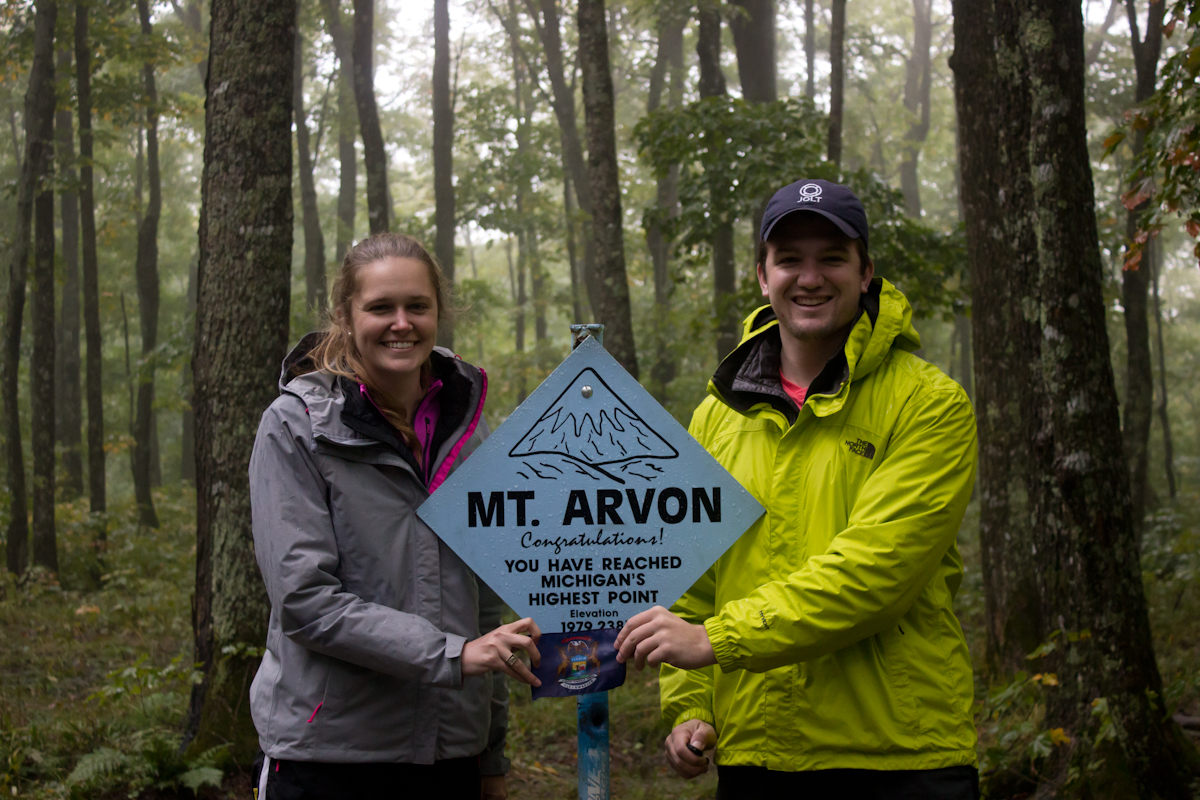 JOLT
THE
NORTH
FACE
MT. ARVON
Congratulations!
YOU HAVE REACHED
MICHIGAN'S
HIGHEST POINT
Elevation
1979.238